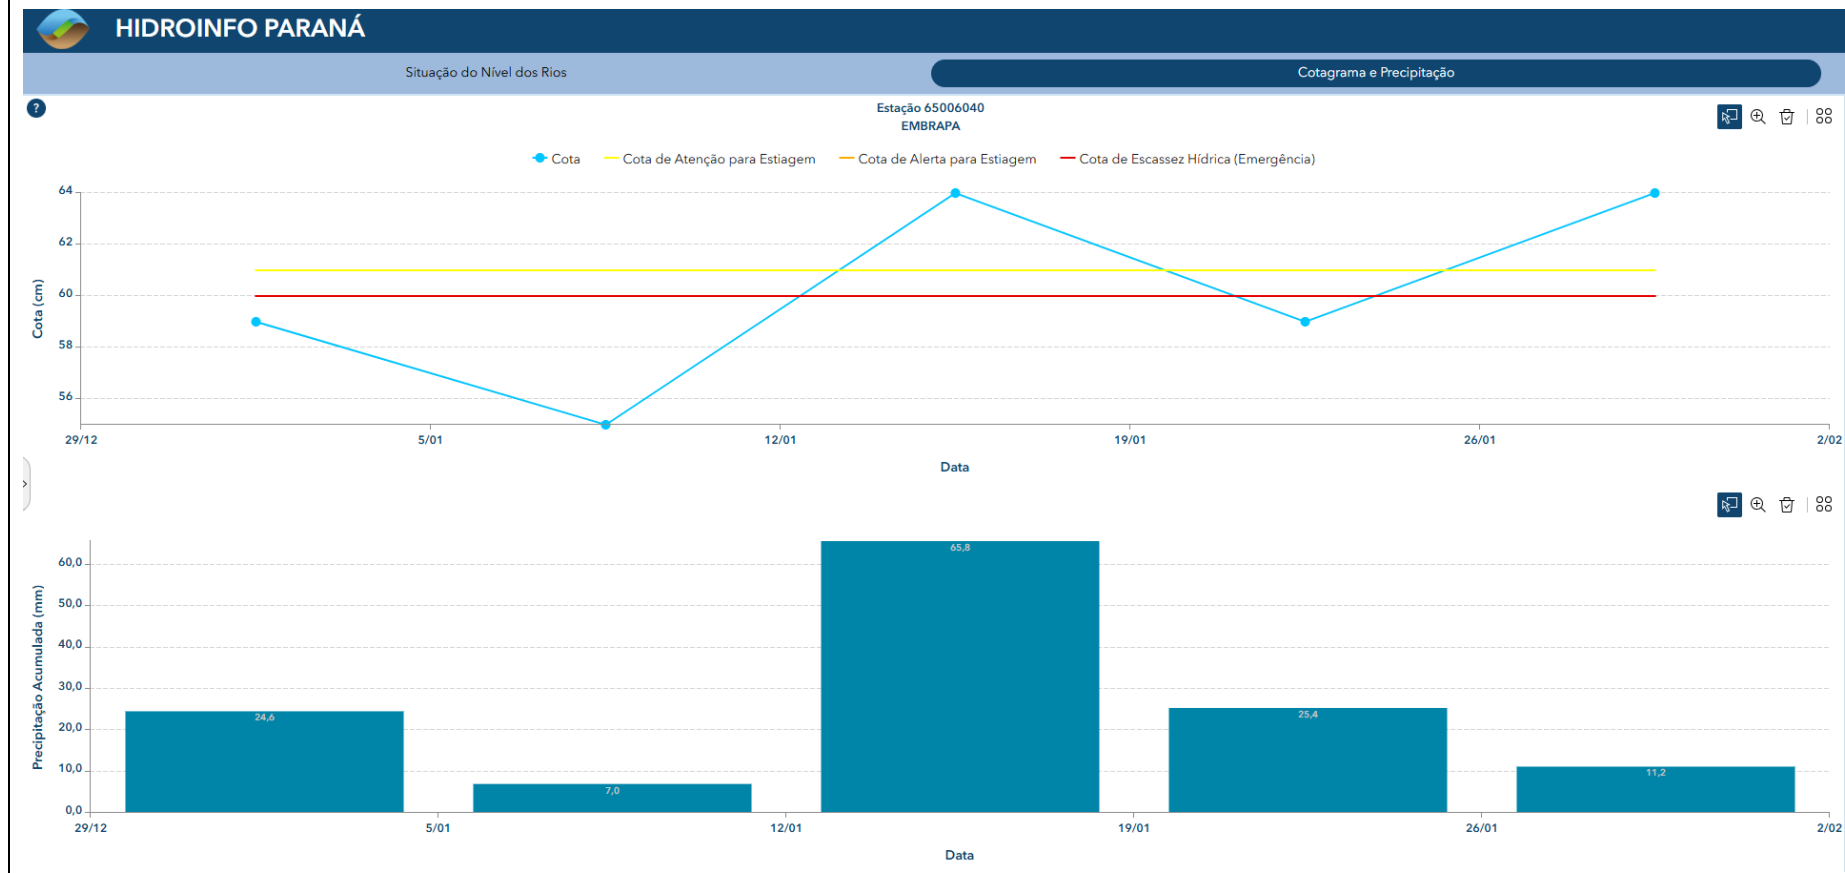 HIDROINFO PARANÁ
Situação do Nível dos Rios
Cotagrama e Precipitação
?
Estação 65006040
EMBRAPA
Cota
Cota de Atenção para Estiagem
Cota de Alerta para Estiagem
Cota de Escassez Hídrica (Emergência)
Cota (cm)
64
62
60
58
56
29/12
5/01
12/01
19/01
26/01
2/02
Data
Precipitação Acumulada (mm)
60,0
50,0
40,0
30,0
20,0
10,0
0,0
24,6
7,0
65,8
25,4
11,2
29/12
5/01
12/01
19/01
26/01
2/02
Data